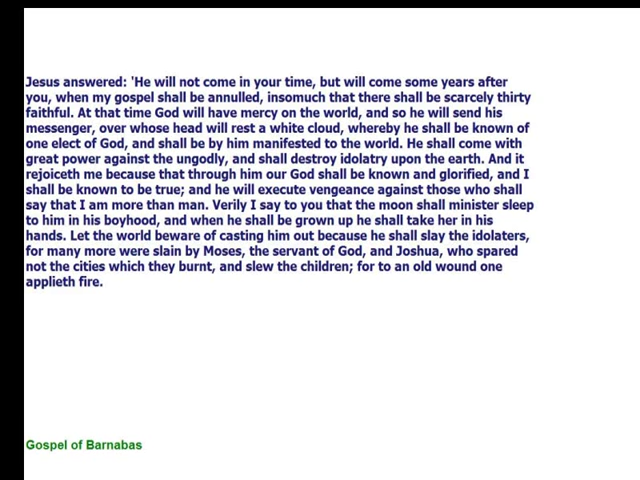 Jesus answered: 'He will not come in your time, but will come some years after
you, when my gospel shall be annulled, insomuch that there shall be scarcely thirty
faithful. At that time God will have mercy on the world, and so he will send his
messenger, over whose head will rest a white cloud, whereby he shall be known of
one elect of God, and shall be by him manifested to the world. He shall come with
great power against the ungodly, and shall destroy idolatry upon the earth. And it
rejoiceth me because that through him our God shall be known and glorified, and I
shall be known to be true; and he will execute vengeance against those who shall
say that I am more than man. Verily I say to you that the moon shall minister sleep
to him in his boyhood, and when he shall be grown up he shall take her in his
hands. Let the world beware of casting him out because he shall slay the idolaters,
for many more were slain by Moses, the servant of God, and Joshua, who spared
not the cities which they burnt, and slew the children; for to an old wound one
applieth fire.
Gospel of Barnabas